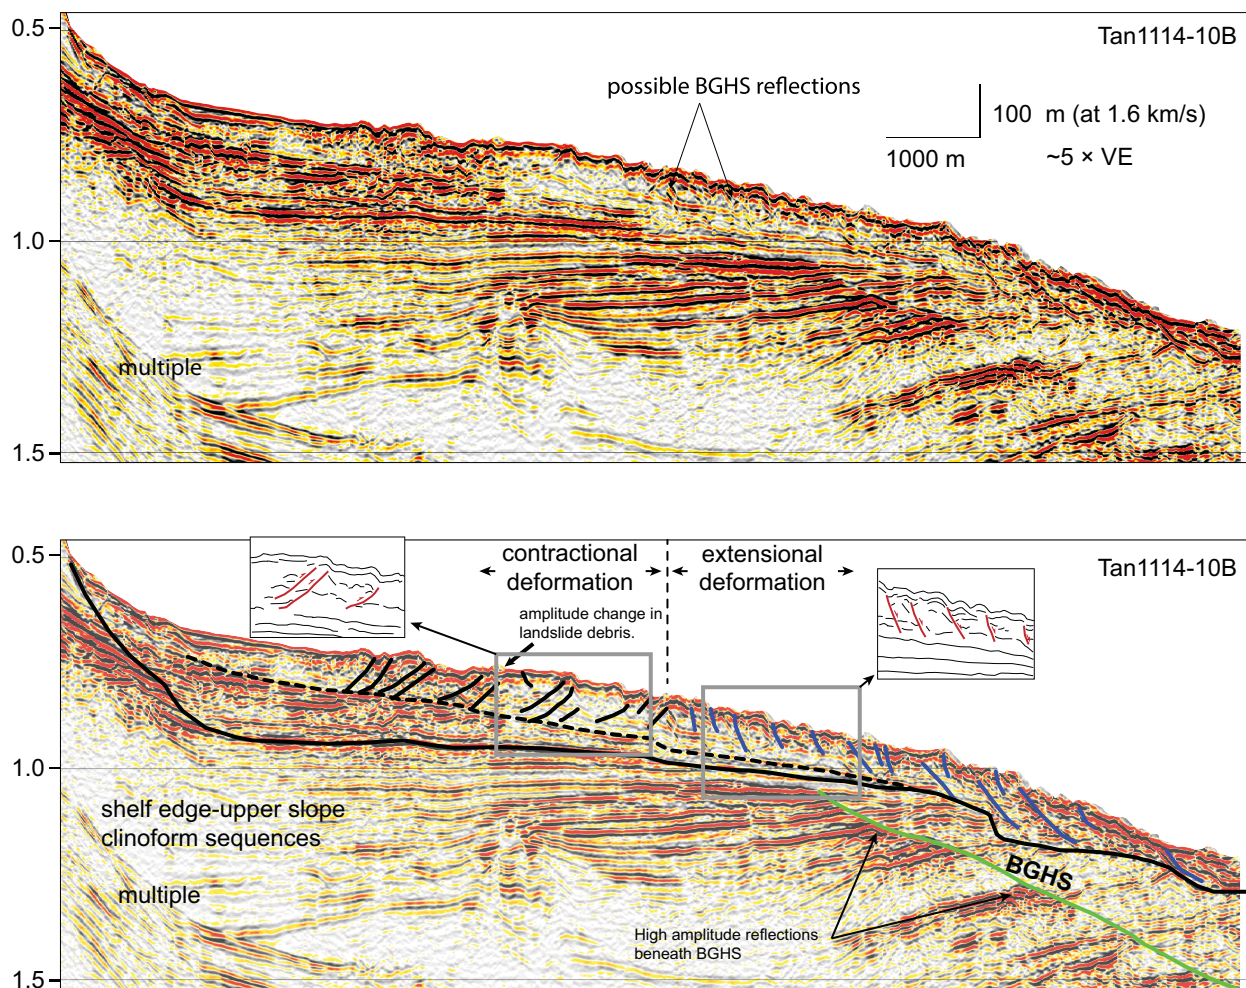 0.5
Tan1114-10B
possible BGHS reflections
100 m (at 1.6 km/s)
1000 m
~5 × VE
1.0
multiple
1.5
0.5
contractional
deformation
extensional
deformation
Tan1114-10B
amplitude change in
landslide debris.
1.0
shelf edge-upper slope
clinoform sequences
BGHS
multiple
High amplitude reflections
beneath BGHS
1.5